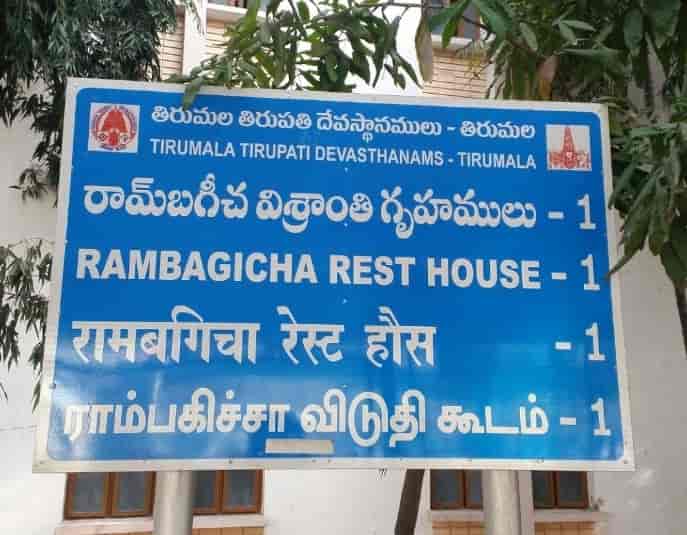 తిరుమల తిరుపతి దేవస్థానములు - తిరుమల
TIRUMALA TIRUPATI DEVASTHANAMS - TIRUMALA
రామ్‌బగీచ విశ్రాంతి గృహములు - 1
RAMBAGICHA REST HOUSE - 1
रामबगिचा रेस्ट हौस - 1
ராம்பகிச்சா விடுதி கூடம் - 1